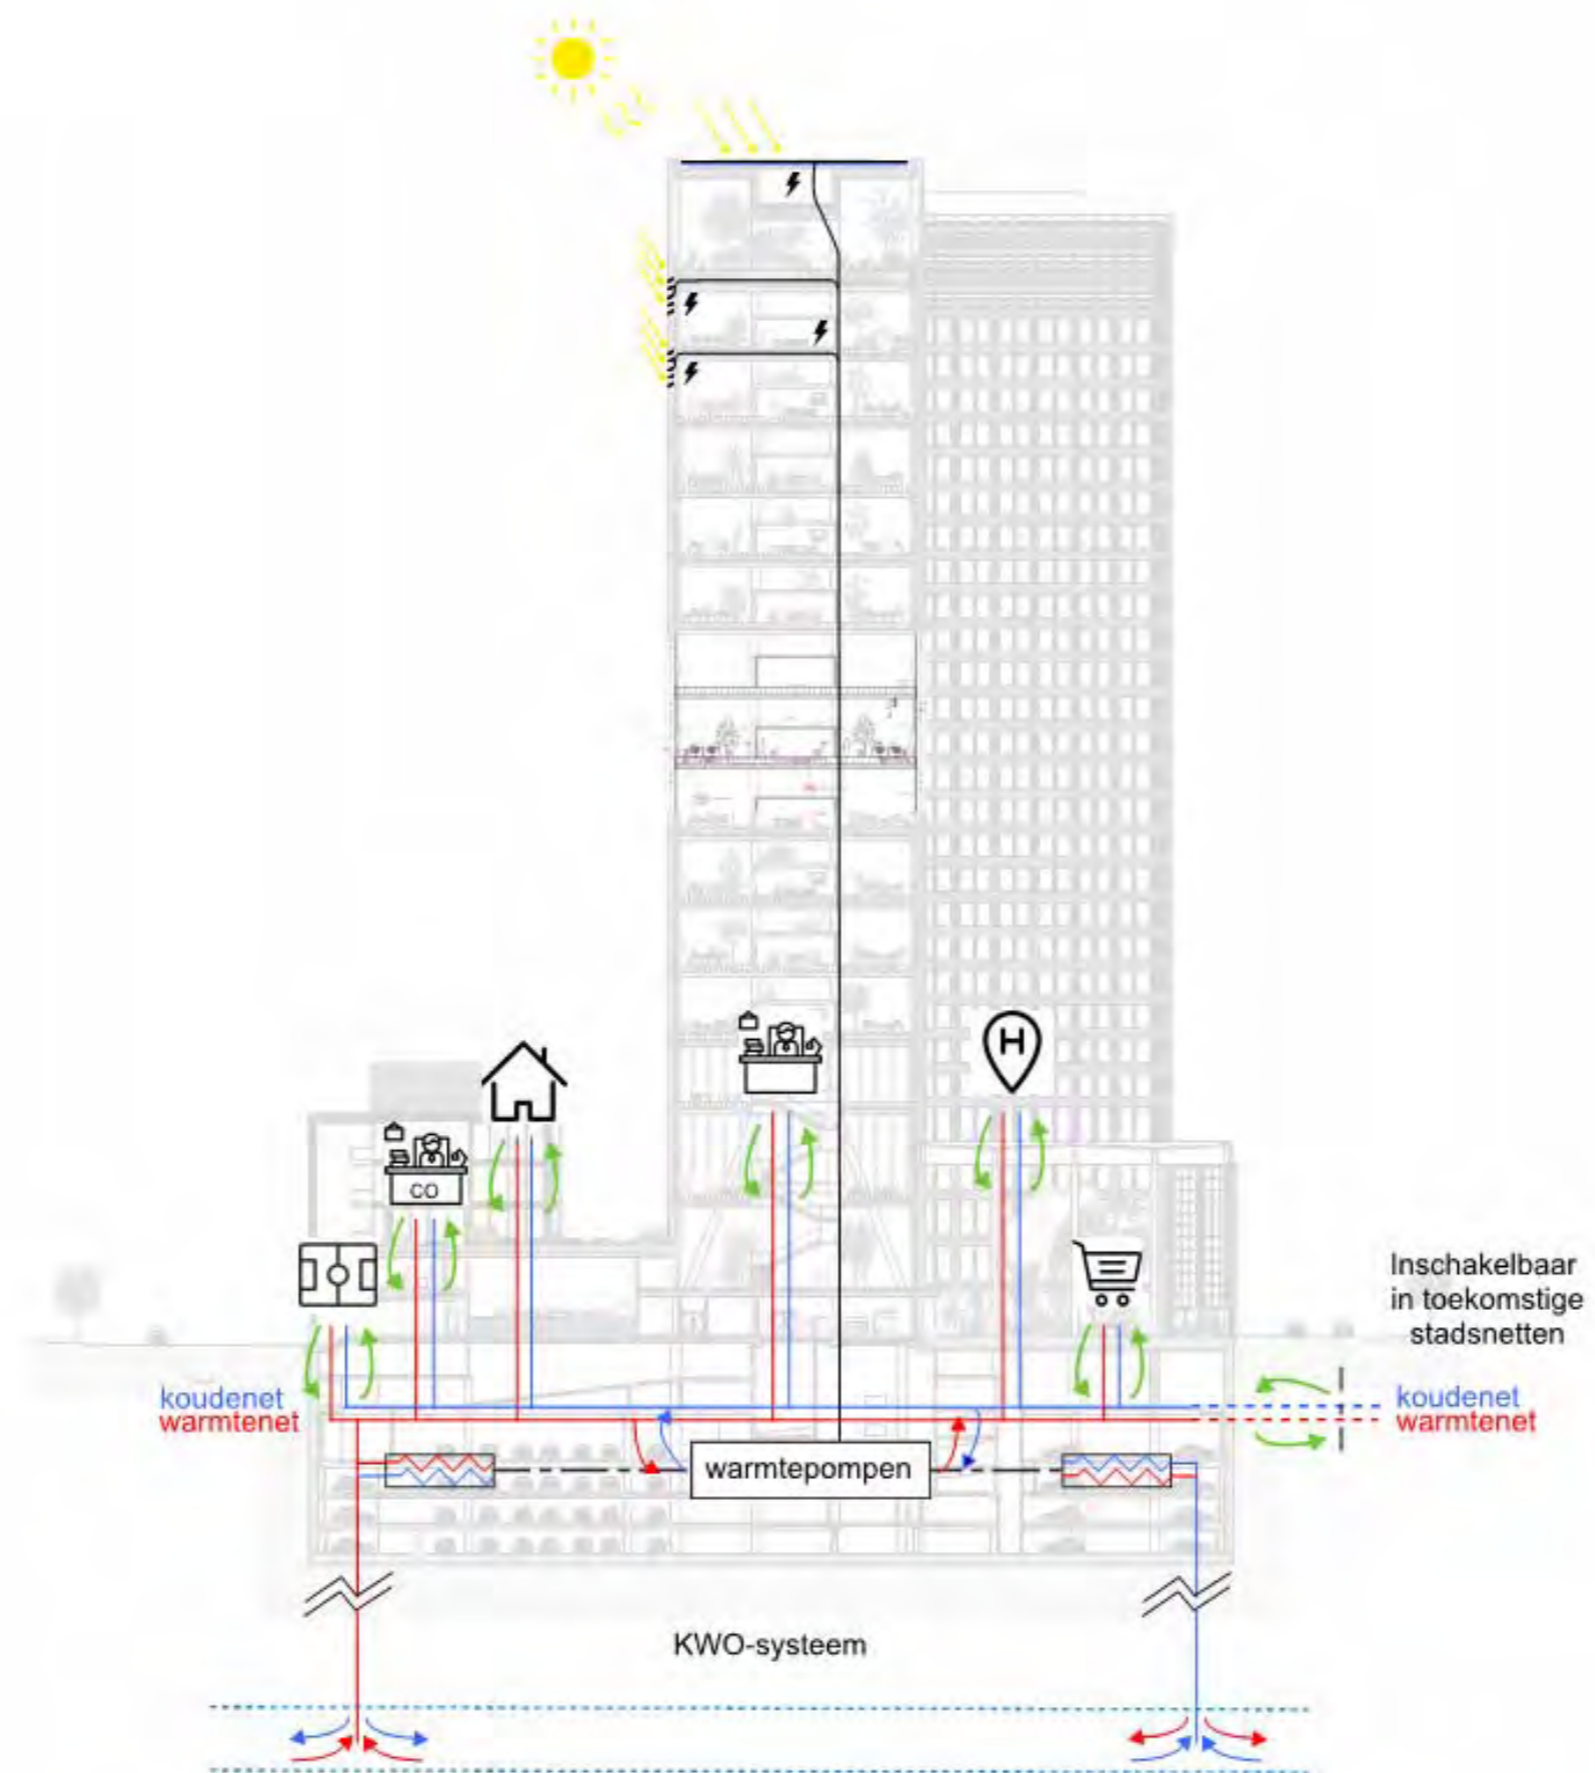 H
CO
Inschakelbaar
in toekomstige
stadsnetten
koudenet
warmtenet
koudenet
warmtenet
warmtepompen
KWO-systeem